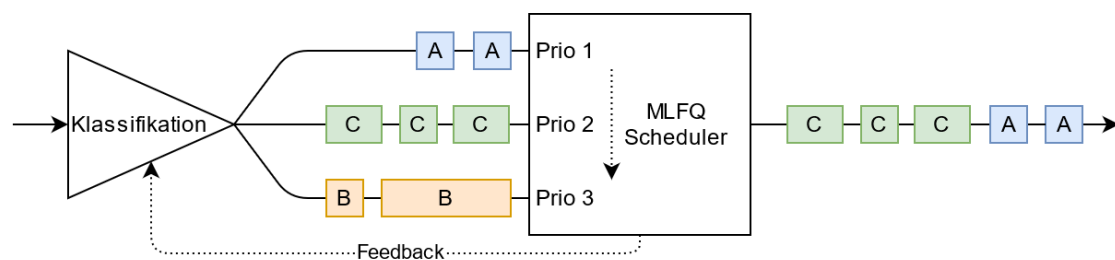 A A Prio 1
Klassifikation C C C Prio 2 MLFQ C C C A A
Scheduler
B B Prio 3
Feedback